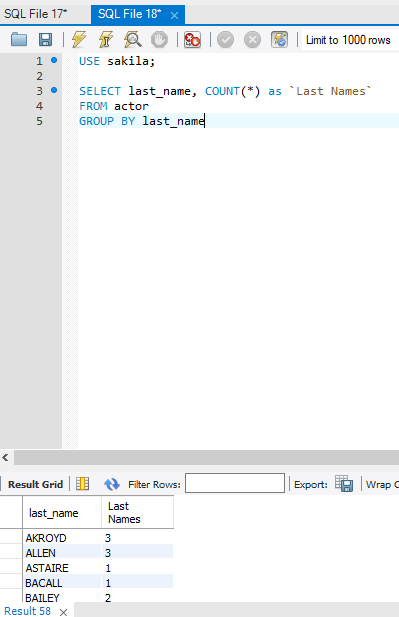 SQL File 17* SQL File 18* ×
Limit to 1000 rows
1 USE sakila;
2
3 SELECT last_name, COUNT(*) as `Last Names`
4 FROM actor
5 GROUP BY last_name
Result Grid Filter Rows: Export: Wrap C
last_name Last
Names
AKROYD 3
ALLEN 3
ASTAIRE 1
BACALL 1
BAILEY 2
Result 58 ×